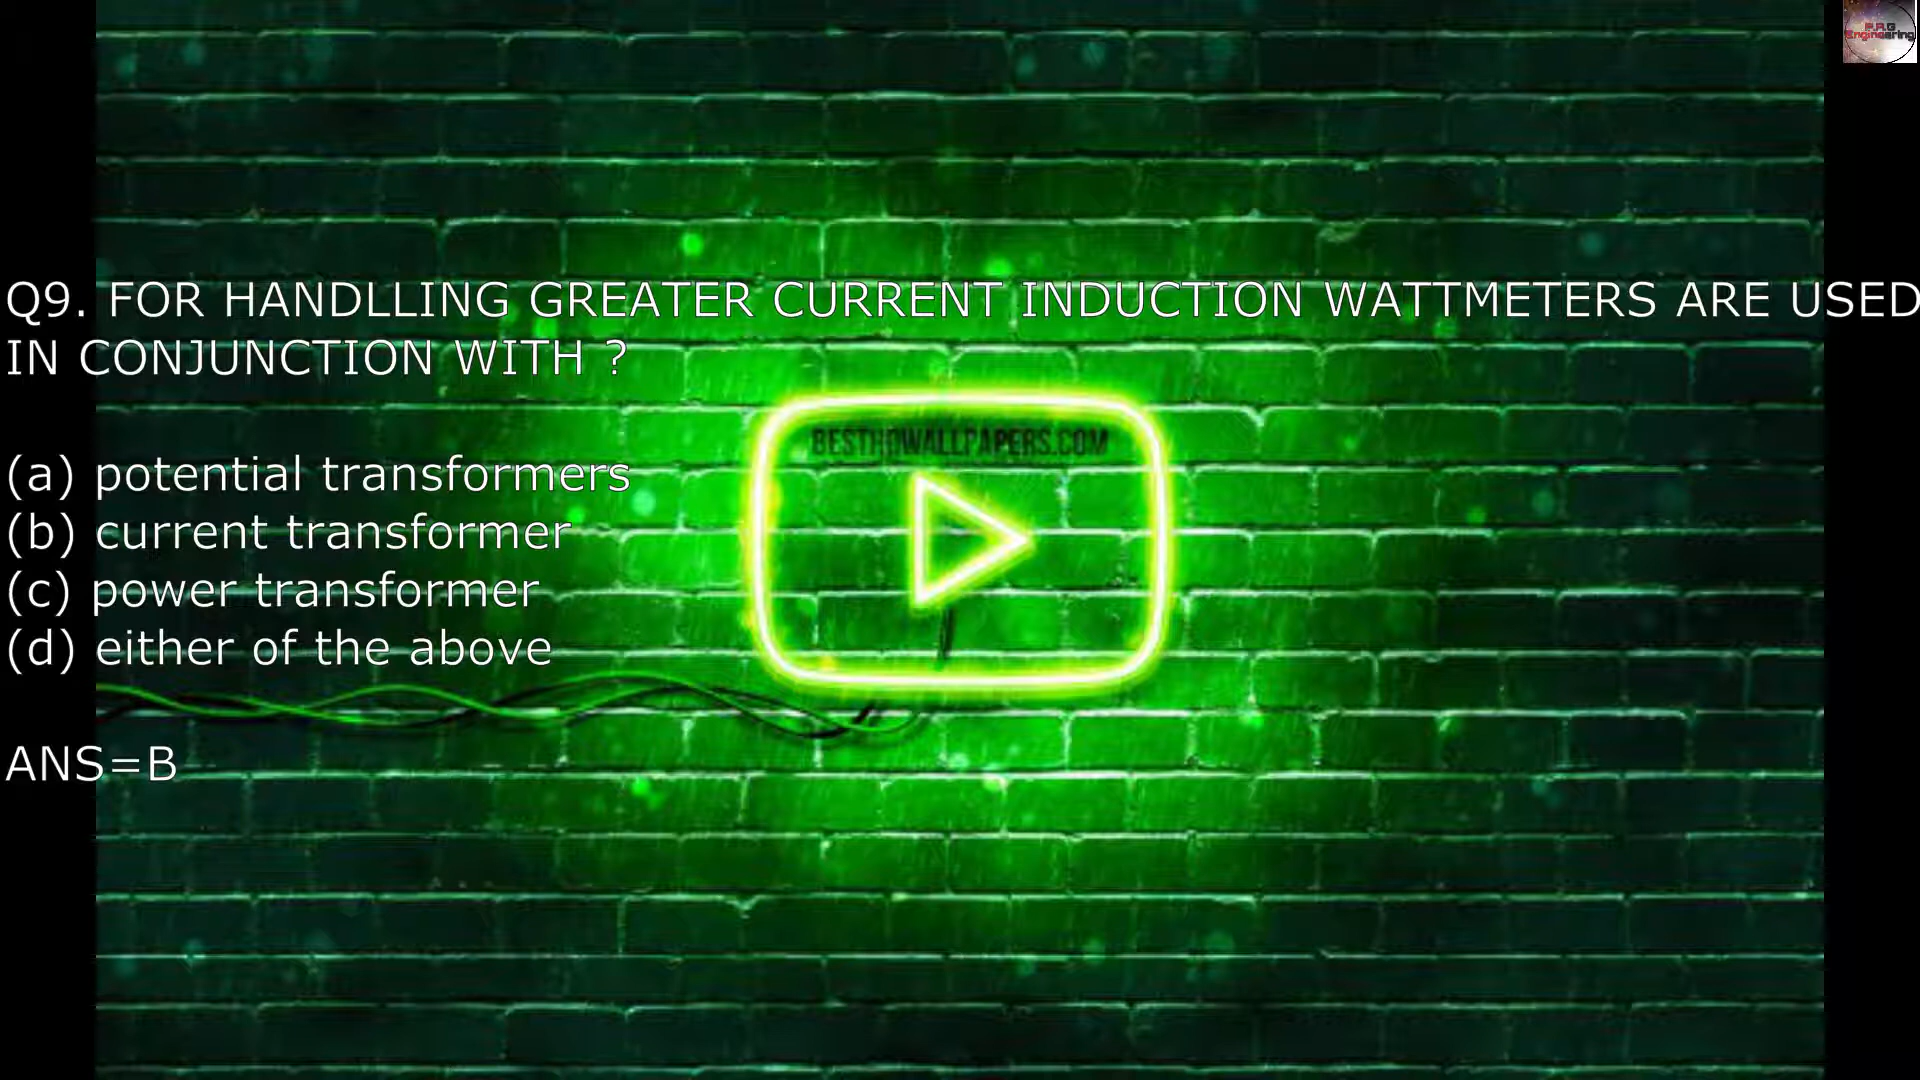 P.A.G
Engineering
Q9. FOR HANDLLING GREATER CURRENT INDUCTION WATTMETERS ARE USED
IN CONJUNCTION WITH ?
BESTHDWALLPAPERS.COM
(a) potential transformers
(b) current transformer
(c) power transformer
(d) either of the above
ANS=B